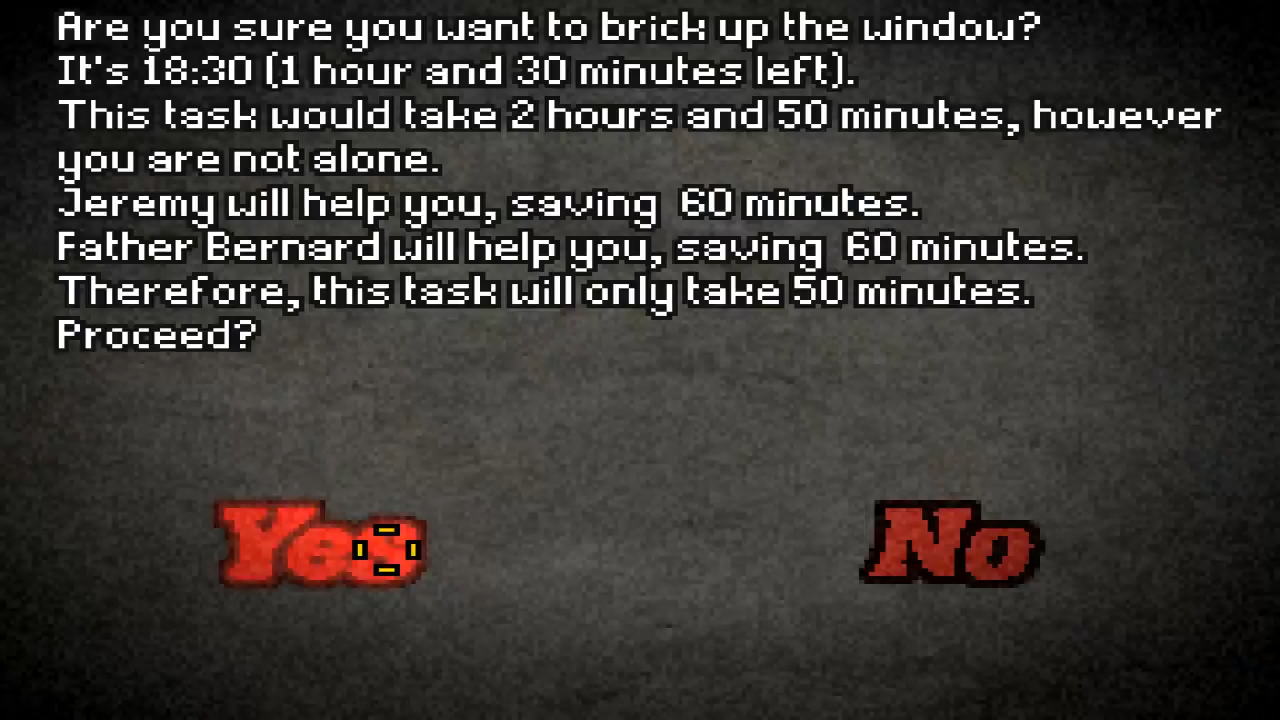 Are you sure you want to brick up the window?
It's 18:30 (1 hour and 30 minutes left).
This task would take 2 hours and 50 minutes, however
you are not alone.
Jeremy will help you, saving  60 minutes.
Father Bernard will help you, saving  60 minutes.
Therefore, this task will only take 50 minutes.
Proceed?
Yes No